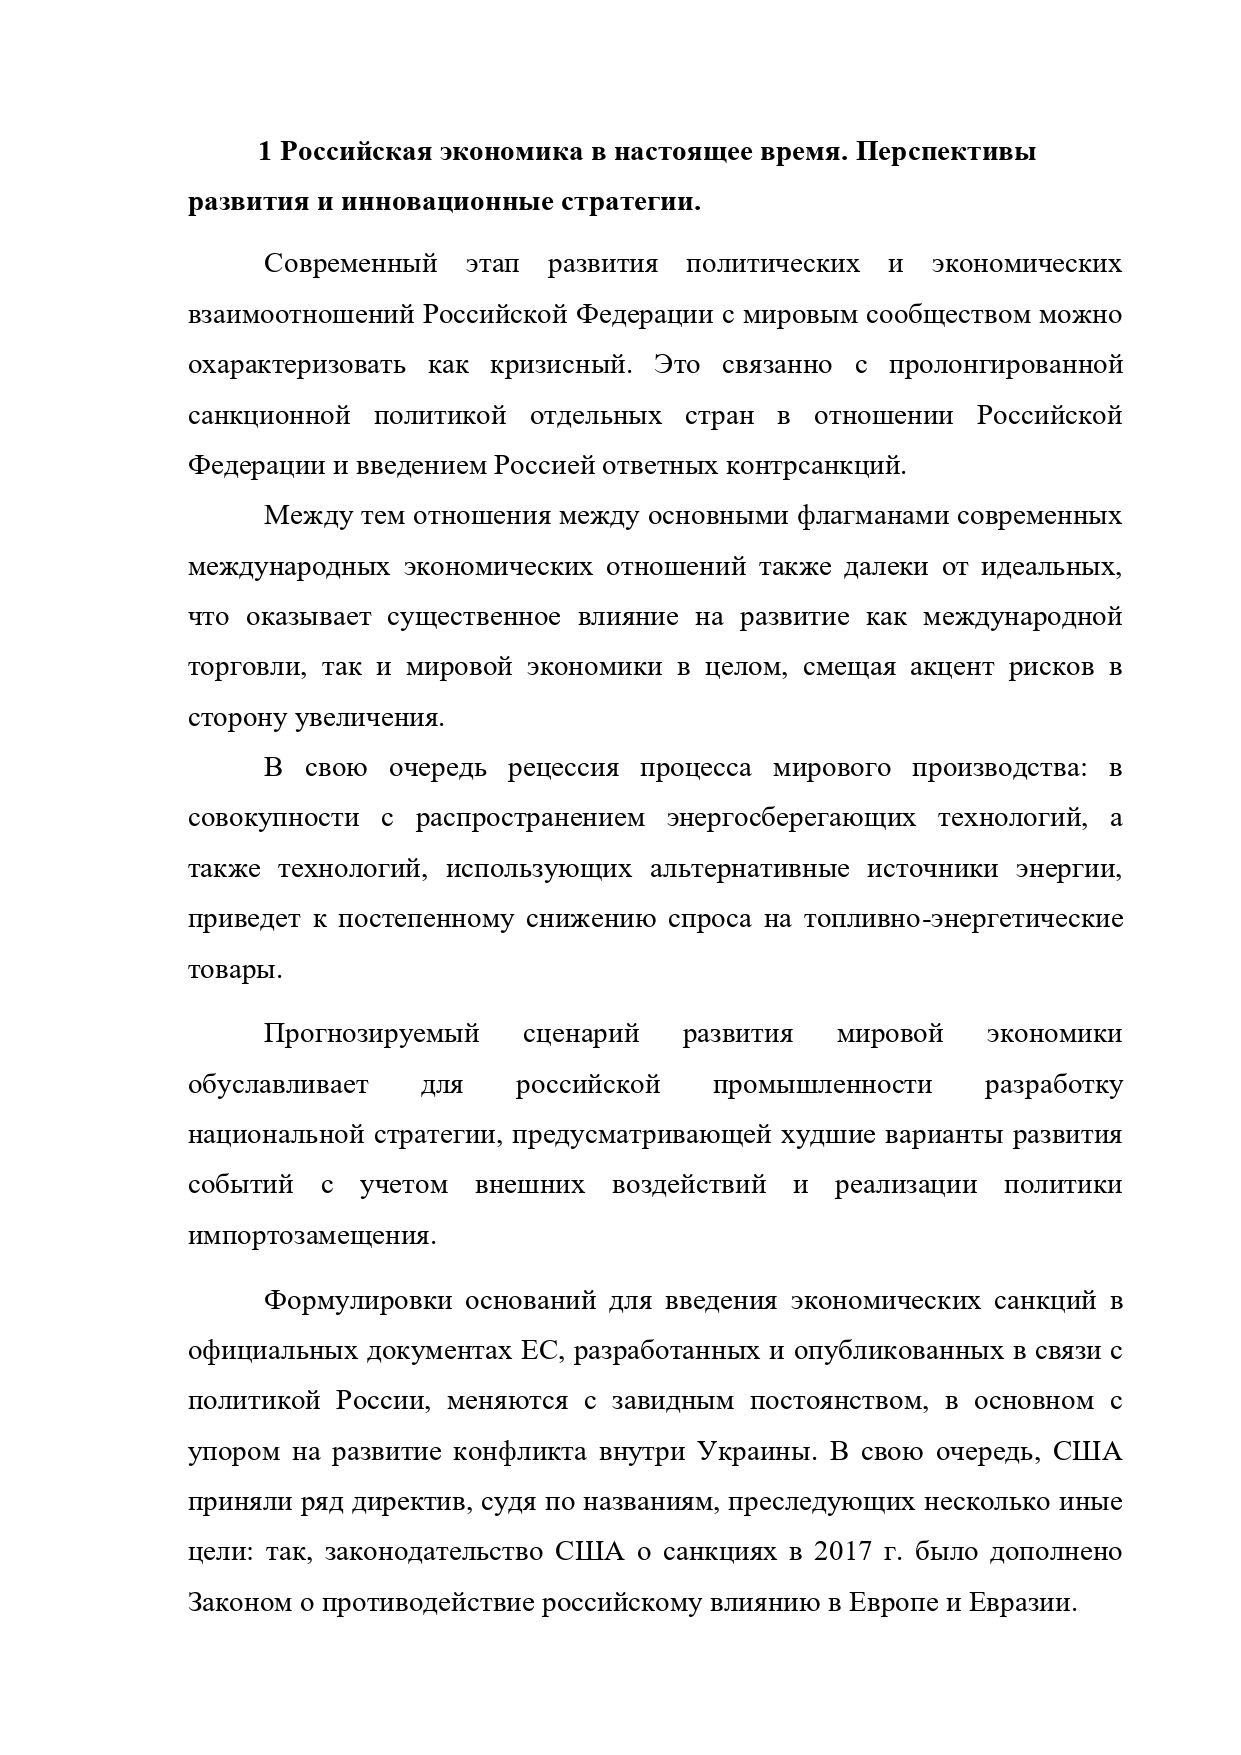 1 Российская экономика в настоящее время. Перспективы
развития и инновационные стратегии.
Современный этап развития политических и экономических
взаимоотношений Российской Федерации с мировым сообществом можно
охарактеризовать как кризисный. Это связанно с пролонгированной
санкционной политикой отдельных стран в отношении Российской
Федерации и введением Россией ответных контрсанкций.
Между тем отношения между основными флагманами современных
международных экономических отношений также далеки от идеальных,
что оказывает существенное влияние на развитие как международной
торговли, так и мировой экономики в целом, смещая акцент рисков в
сторону увеличения.
В свою очередь рецессия процесса мирового производства: в
совокупности с распространением энергосберегающих технологий, а
также технологий, использующих альтернативные источники энергии,
приведет к постепенному снижению спроса на топливно-энергетические
товары.
Прогнозируемый сценарий развития мировой экономики
обуславливает для российской промышленности разработку
национальной стратегии, предусматривающей худшие варианты развития
событий с учетом внешних воздействий и реализации политики
импортозамещения.
Формулировки оснований для введения экономических санкций в
официальных документах ЕС, разработанных и опубликованных в связи с
политикой России, меняются с завидным постоянством, в основном с
упором на развитие конфликта внутри Украины. В свою очередь, США
приняли ряд директив, судя по названиям, преследующих несколько иные
цели: так, законодательство США о санкциях в 2017 г. было дополнено
Законом о противодействие российскому влиянию в Европе и Евразии.